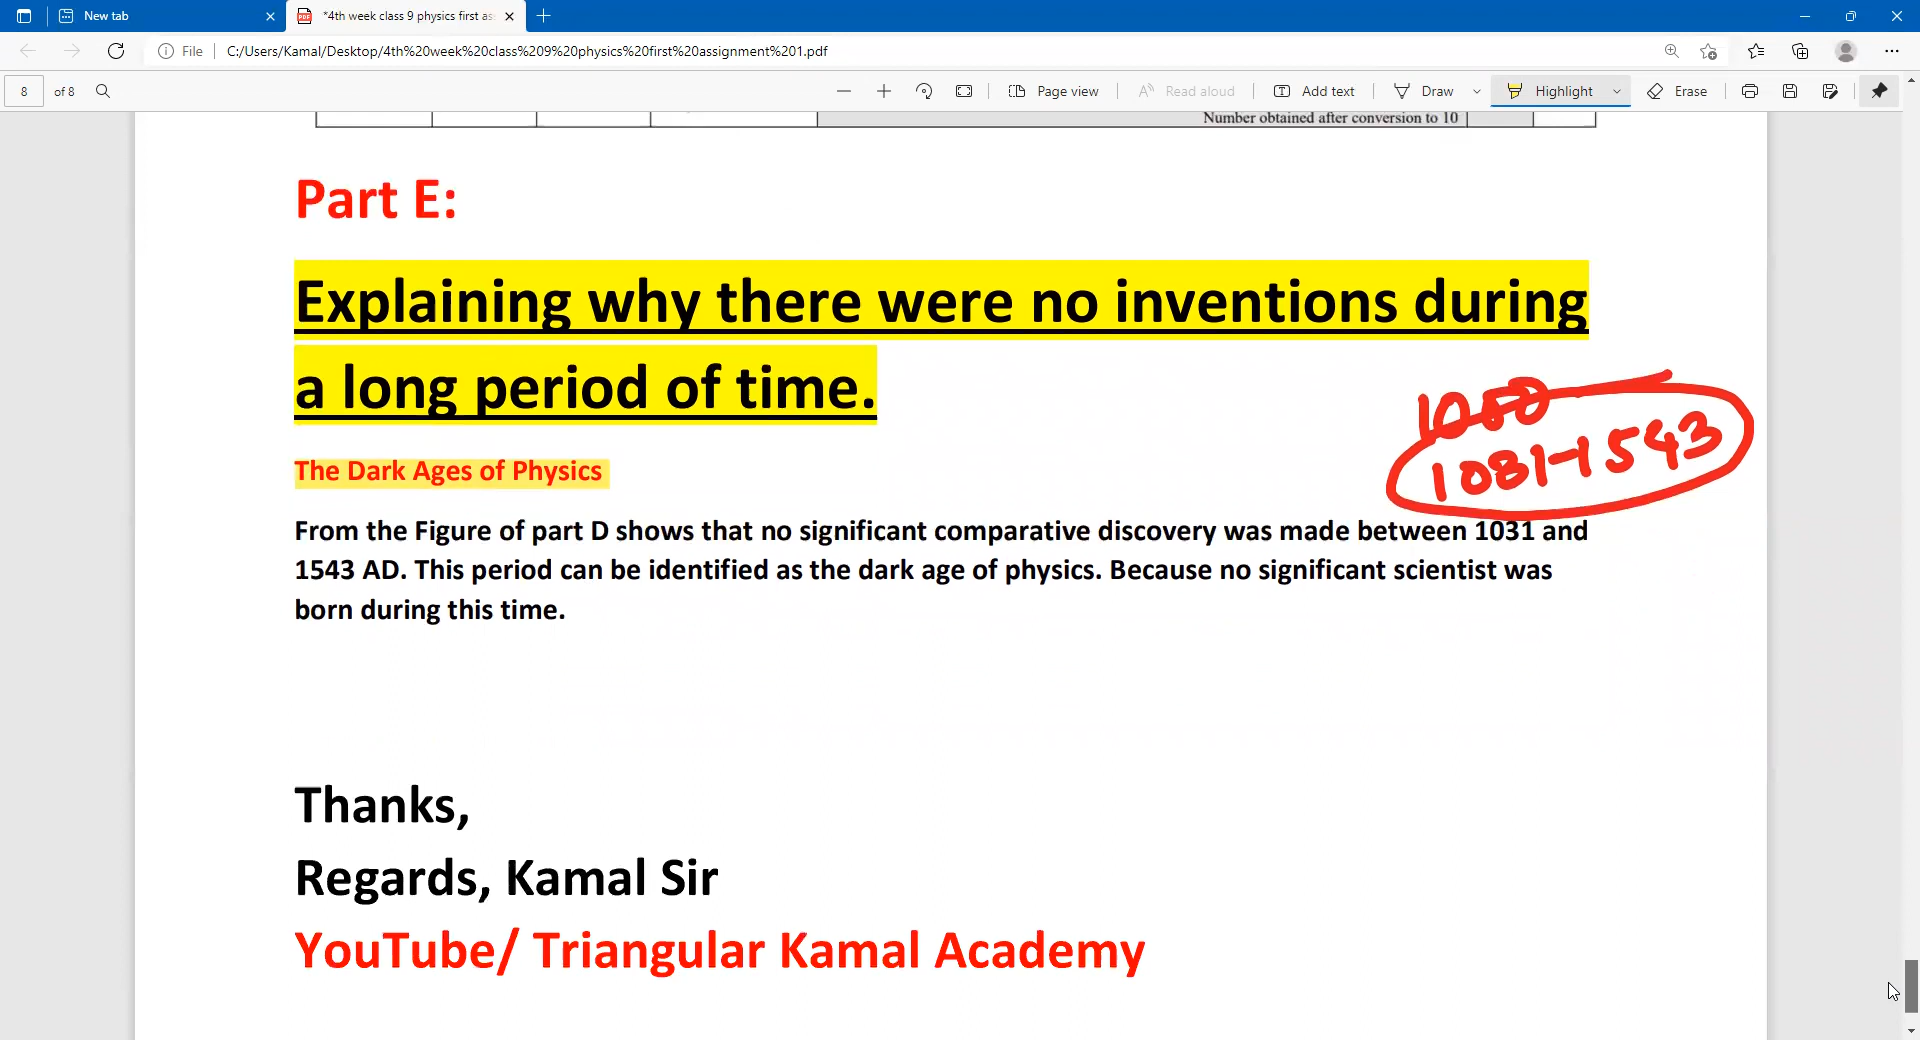 New tab
*4th week class 9 physics first as
File
C:/Users/Kamal/Desktop/4th%20week%20class%209%20physics%20first%20assignment%201.pdf
8 of 8
Page view
Read aloud
Add text
Draw
Highlight
Erase
Number obtained after conversion to 10
Part E:
Explaining why there were no inventions during
a long period of time.
1081-1543
The Dark Ages of Physics
From the Figure of part D shows that no significant comparative discovery was made between 1031 and
1543 AD. This period can be identified as the dark age of physics. Because no significant scientist was
born during this time.
Thanks,
Regards, Kamal Sir
YouTube/ Triangular Kamal Academy